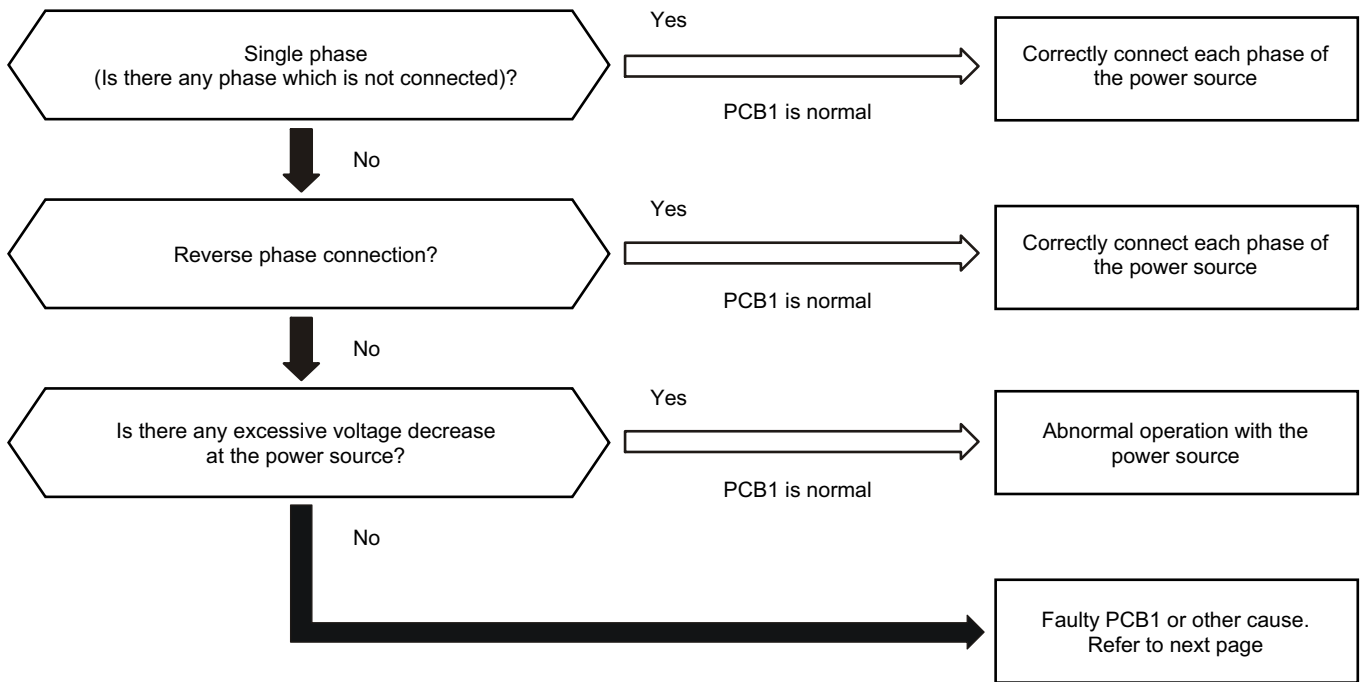 Single phase
(Is there any phase which is not connected)?
Yes
PCB1 is normal
Correctly connect each phase of
the power source
No
Reverse phase connection?
Yes
PCB1 is normal
Correctly connect each phase of
the power source
No
Is there any excessive voltage decrease
at the power source?
Yes
PCB1 is normal
Abnormal operation with the
power source
No
Faulty PCB1 or other cause.
Refer to next page